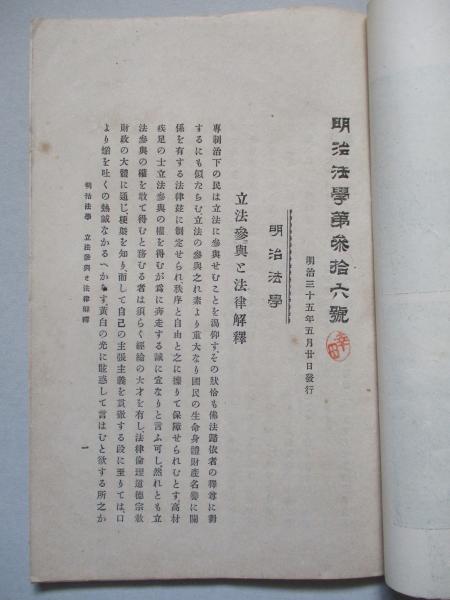 明治法學第參拾六號
明治三十五年五月廿日發行
明治法學
立法參與と法律解釋
專制治下の民は立法に參與せむことを渴仰す、その狀恰も佛法歸依者の釋尊に對
するにも似たらむ、立法の參與之れ素より重大なり國民の生命身體財產名譽に關
係を有する法律玆に制定せられ秩序と自由と之に據りて保障せられむとす、高材
疾足の士立法參與の權を得むが爲に奔走する誠に宜なりと言ふ可し、然れとも立
法參與の權を敢て得むと務むる者は須らく經綸の大才を有し、法律倫理道德宗敎
財政の大體に通じ、梗槩を知り、而して自己の主張主義を貫徹する段に至りては、口
より熖を吐くの熱誠なかるへからす、黃白の光に眩惑して言はむと欲する所之か
明治法學 立法參與と法律解釋
一